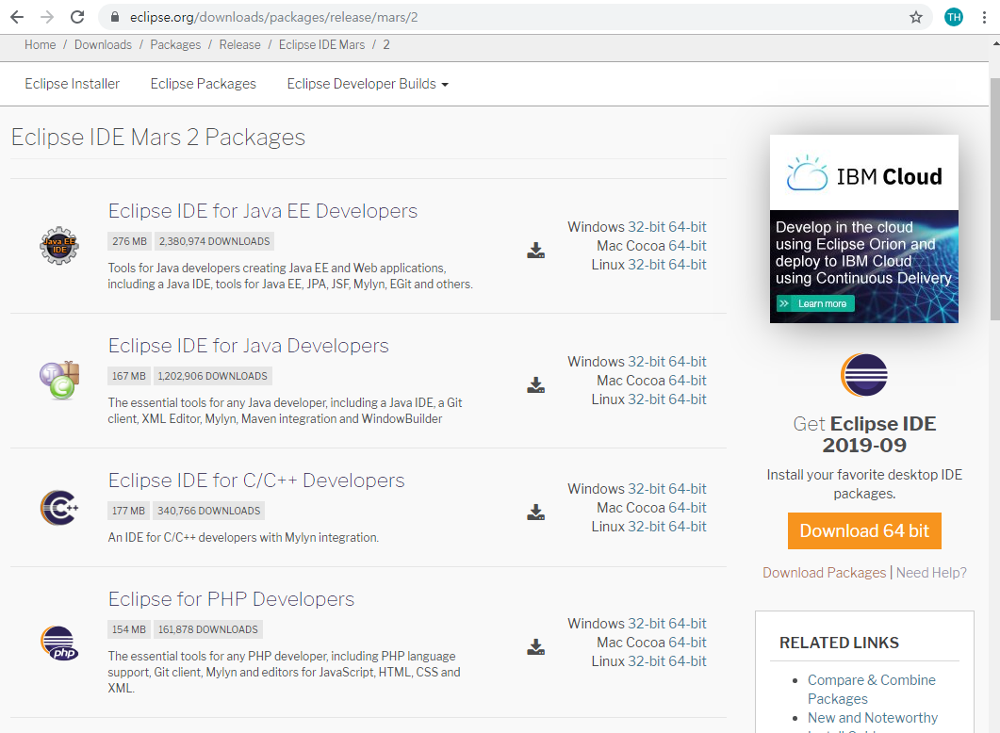 eclipse.org/downloads/packages/release/mars/2
TH
Home / Downloads / Packages / Release / Eclipse IDE Mars / 2
Eclipse Installer Eclipse Packages Eclipse Developer Builds
Eclipse IDE Mars 2 Packages
Java EE
IDE
Eclipse IDE for Java EE Developers
276 MB 2,380,974 DOWNLOADS
Tools for Java developers creating Java EE and Web applications,
including a Java IDE, tools for Java EE, JPA, JSF, Mylyn, EGit and others.
Windows 32-bit 64-bit
Mac Cocoa 64-bit
Linux 32-bit 64-bit
J
C
Eclipse IDE for Java Developers
167 MB 1,202,906 DOWNLOADS
The essential tools for any Java developer, including a Java IDE, a Git
client, XML Editor, Mylyn, Maven integration and WindowBuilder
Windows 32-bit 64-bit
Mac Cocoa 64-bit
Linux 32-bit 64-bit
C++
Eclipse IDE for C/C++ Developers
177 MB 340,766 DOWNLOADS
An IDE for C/C++ developers with Mylyn integration.
Windows 32-bit 64-bit
Mac Cocoa 64-bit
Linux 32-bit 64-bit
php
Eclipse for PHP Developers
154 MB 161,878 DOWNLOADS
The essential tools for any PHP developer, including PHP language
support, Git client, Mylyn and editors for JavaScript, HTML, CSS and
XML.
Windows 32-bit 64-bit
Mac Cocoa 64-bit
Linux 32-bit 64-bit
IBM Cloud
Develop in the cloud
using Eclipse Orion and
deploy to IBM Cloud
using Continuous Delivery
Learn more
Get Eclipse IDE
2019-09
Install your favorite desktop IDE
packages.
Download 64 bit
Download Packages | Need Help?
RELATED LINKS
Compare & Combine
Packages
New and Noteworthy